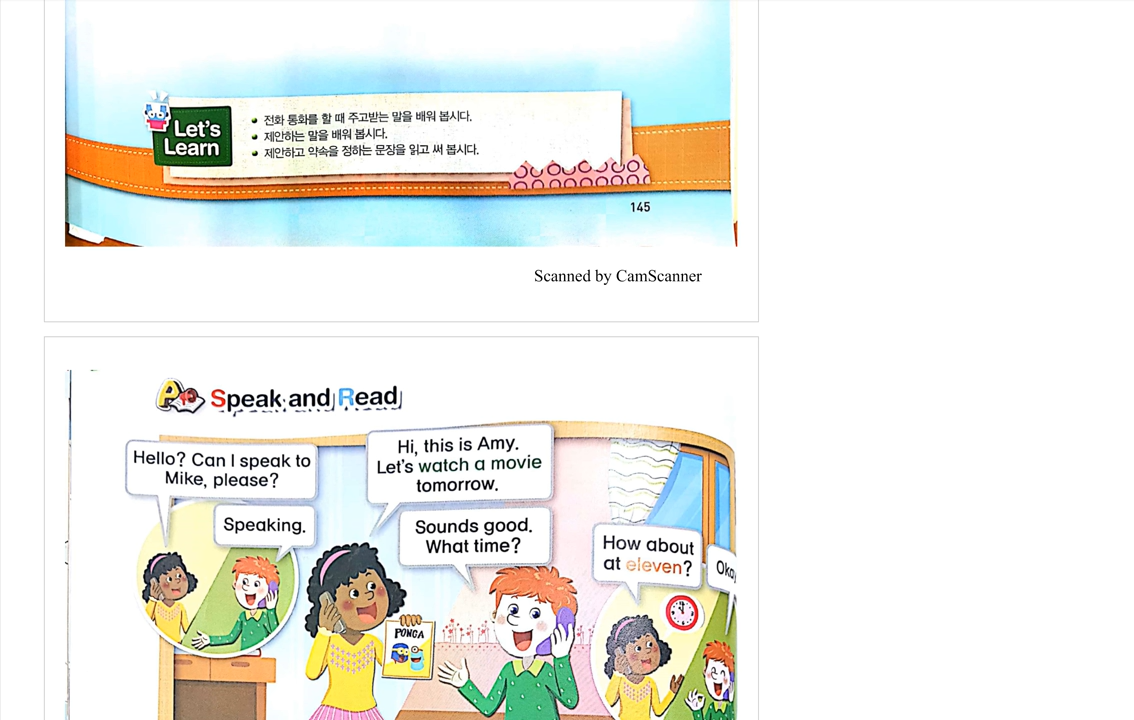 Let's
Learn
전화 통화를 할 때 주고받는 말을 배워 봅시다.
제안하는 말을 배워 봅시다.
제안하고 약속을 정하는 문장을 읽고 써 봅시다.
145
Scanned by CamScanner
Speak and Read
Hello? Can I speak to
Mike, please?
Speaking.
Hi, this is Amy.
Let's watch a movie
tomorrow.
Sounds good.
What time?
PONGA
How about
at eleven?